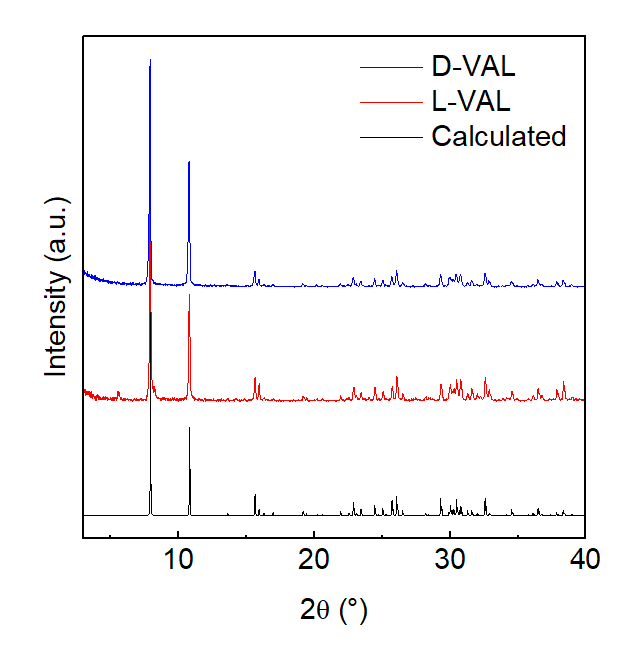 D-VAL
L-VAL
Calculated
Intensity (a.u.)
10 20 30 40
2θ (°)